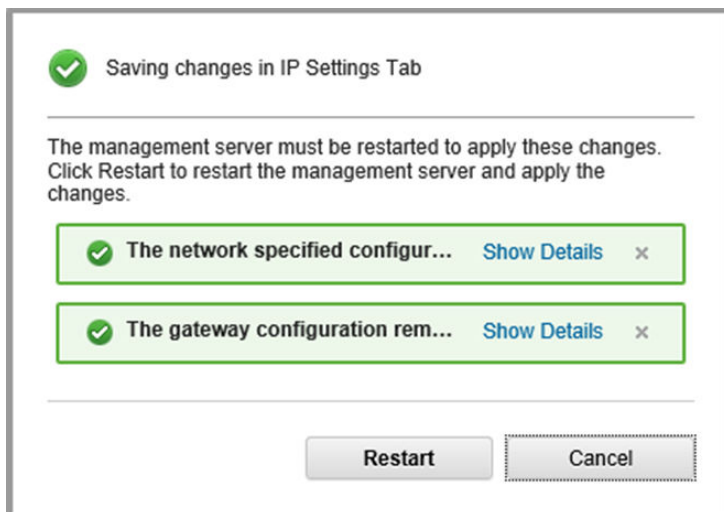 Saving changes in IP Settings Tab
The management server must be restarted to apply these changes.
Click Restart to restart the management server and apply the
changes.
The network specified configur... Show Details ×
The gateway configuration rem... Show Details ×
Restart Cancel